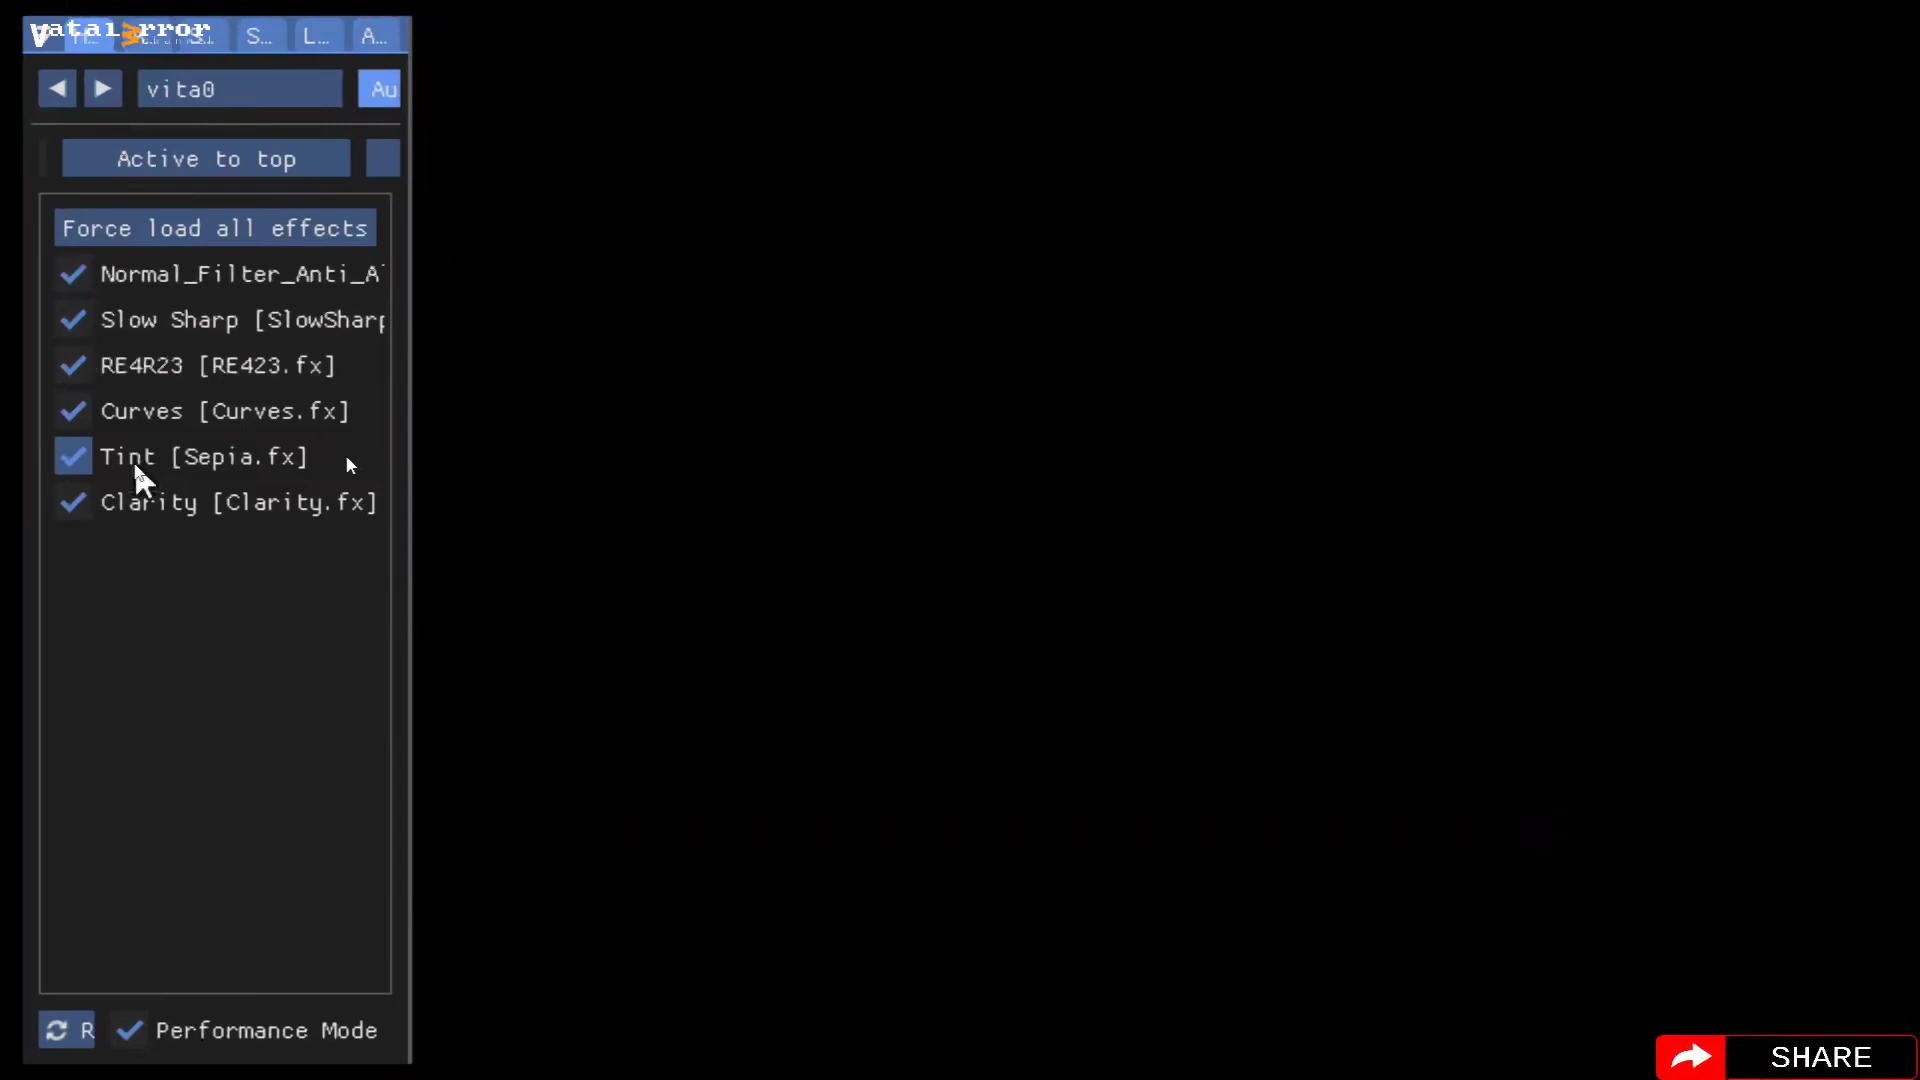 S...
L...
A...
vita0
Au
Active to top
Force load all effects
Normal_Filter_Anti_A
Slow Sharp [SlowSharp
RE4R23 [RE423.fx]
Curves [Curves.fx]
Tint [Sepia.fx]
Clarity [Clarity.fx]
R
Performance Mode
SHARE